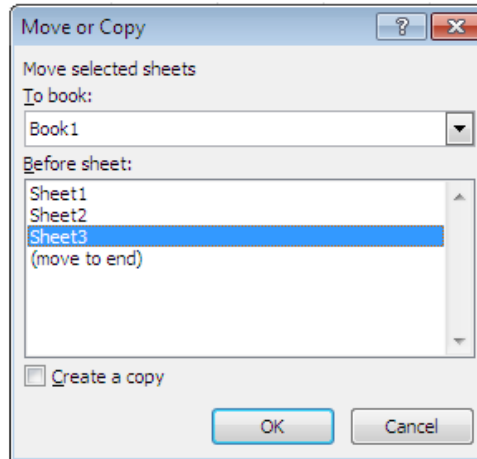 Move or Copy
Move selected sheets
To book:
Book1
Before sheet:
Sheet1
Sheet2
Sheet3
(move to end)
Create a copy
OK Cancel